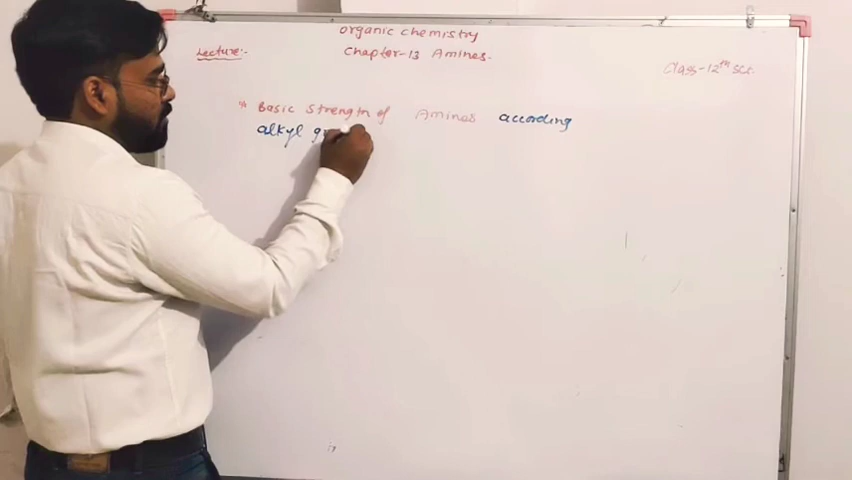 Organic chemistry
Lecture:-
Chapter-13 Amines.
Class-12th Sci.
Basic Strength of Amines according
alkyl